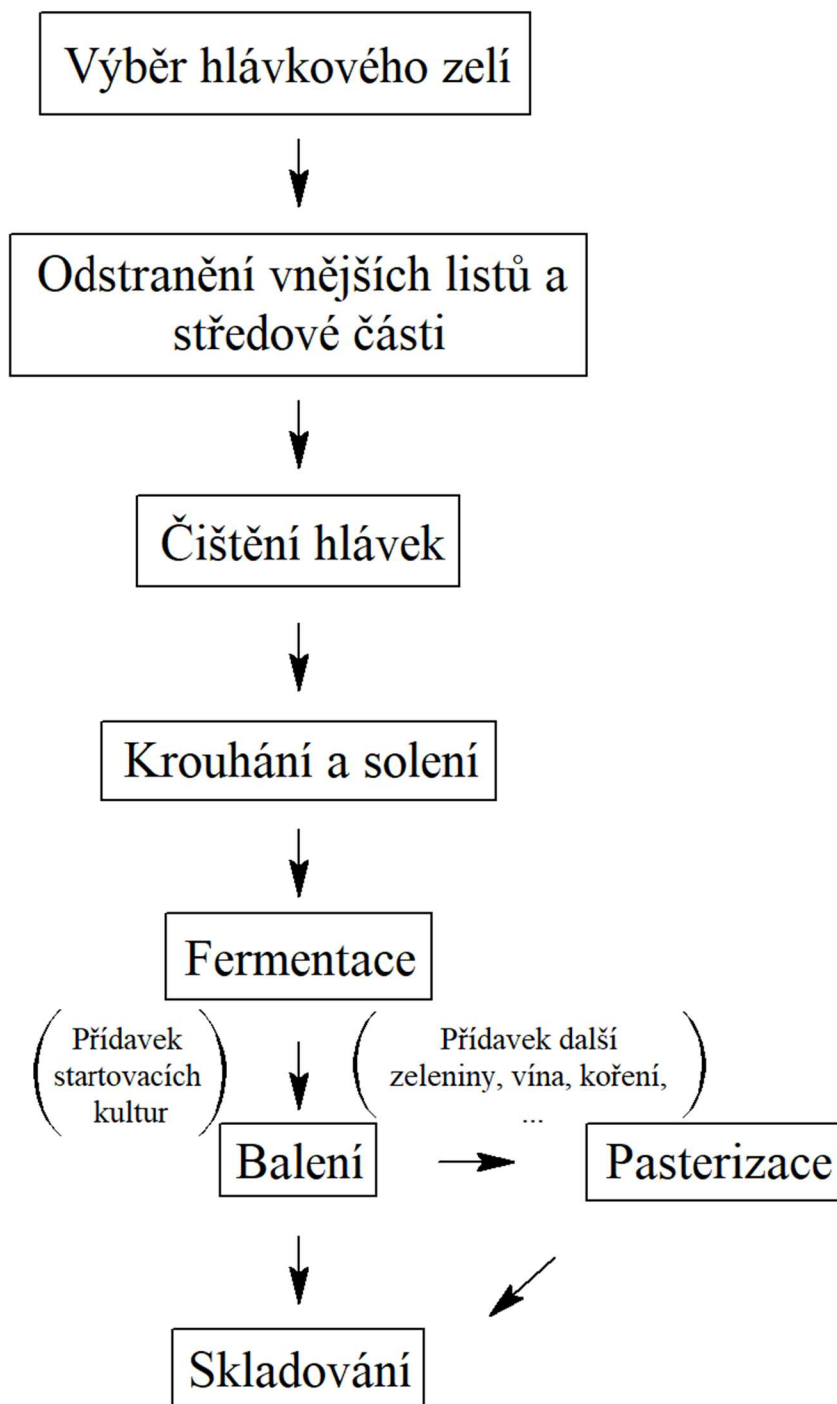 Výběr hlávkového zelí
Odstranění vnějších listů a
středové části
Čištění hlávek
Krouhání a solení
Fermentace
Přídavek
startovacích
kultur
Přídavek další
zeleniny, vína, koření,
...
Balení
Pasterizace
Skladování